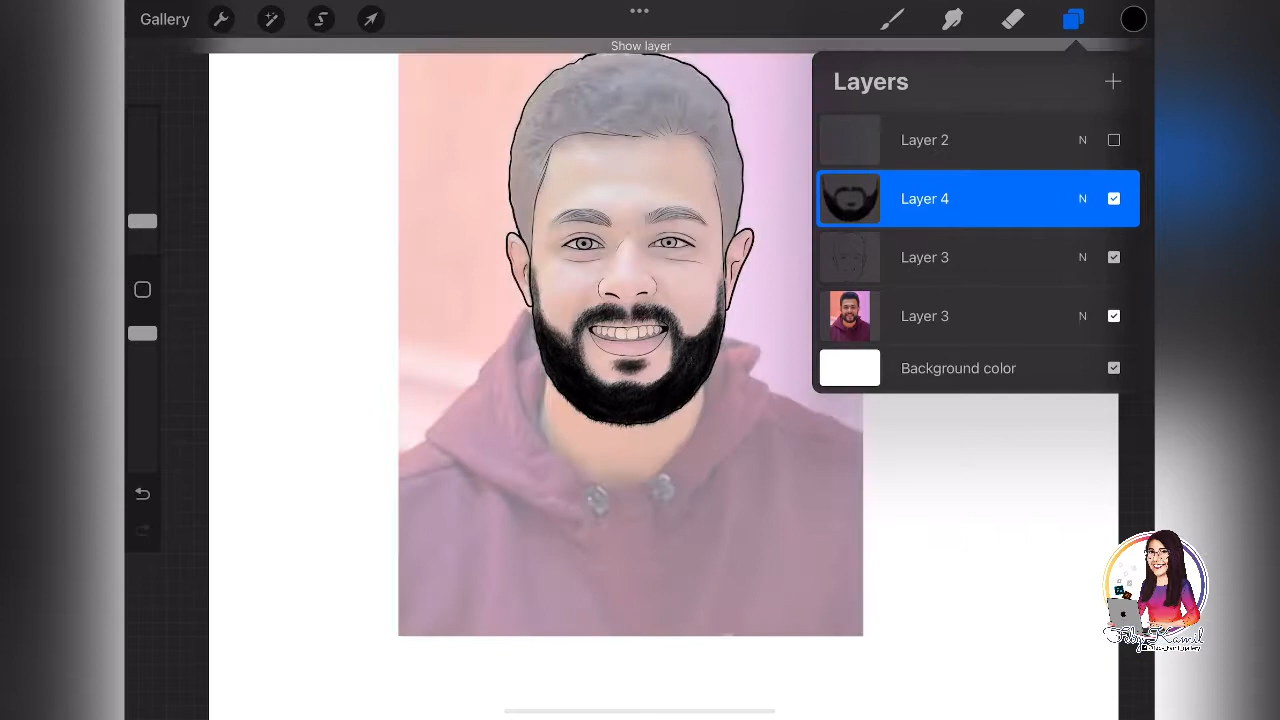 Gallery
Show layer
Layers
Layer 2 N
Layer 4 N
Layer 3 N
Layer 3 N
Background color